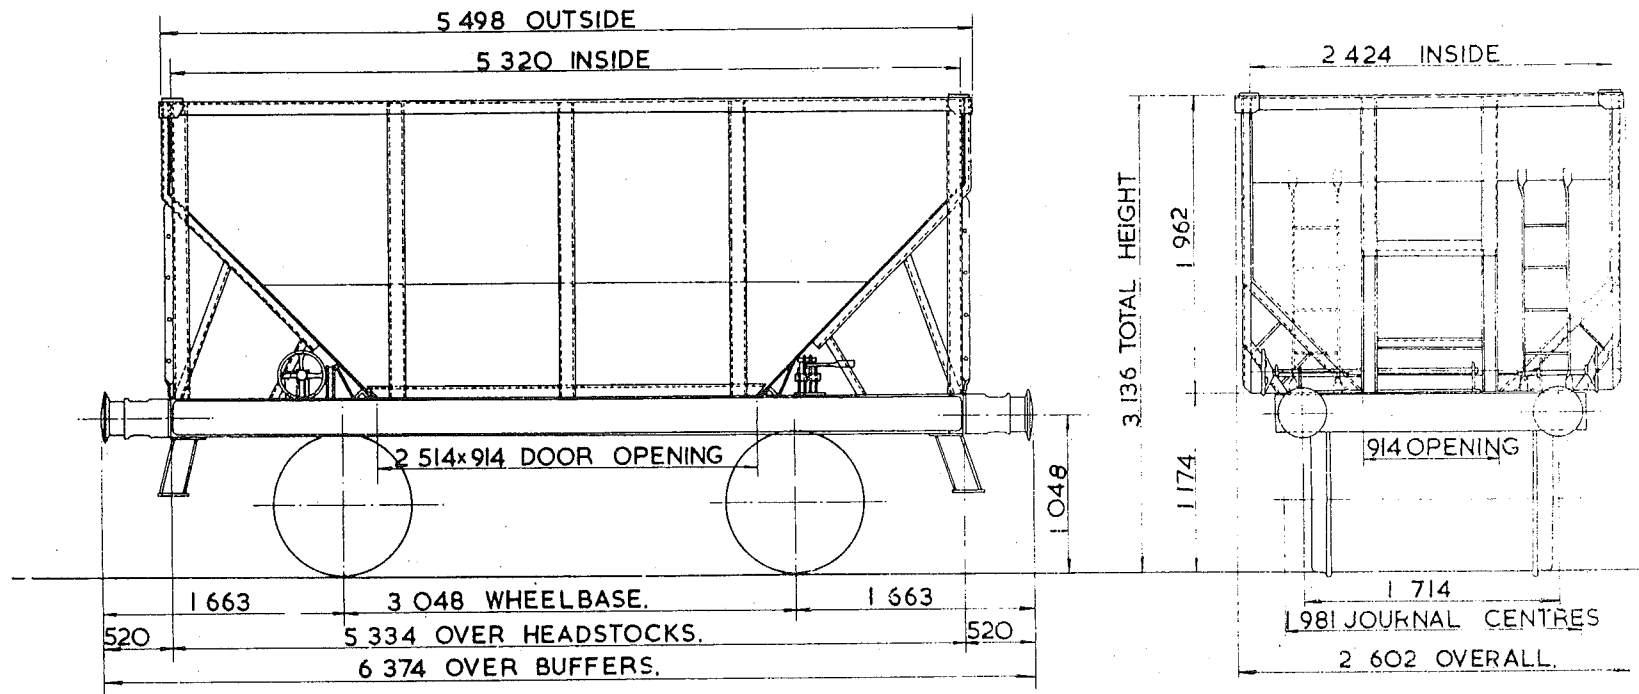 5 498 OUTSIDE
5 320 INSIDE
2 514×914 DOOR OPENING
1 048
1 663
3 048 WHEELBASE.
1 663
520
5 334 OVER HEADSTOCKS.
520
6 374 OVER BUFFERS.
2 424 INSIDE
3 136 TOTAL HEIGHT
1 962
1 174
914 OPENING
1 714
1 981 JOURNAL CENTRES
2 602 OVERALL.